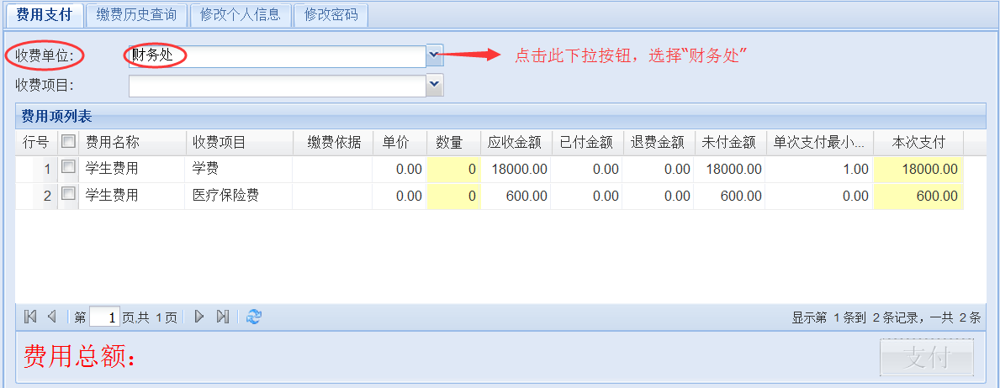 费用支付 缴费历史查询 修改个人信息 修改密码
收费单位: 财务处 点击此下拉按钮，选择“财务处”
收费项目:
费用项列表
行号 费用名称 收费项目 缴费依据 单价 数量 应收金额 已付金额 退费金额 未付金额 单次支付最小... 本次支付
1 学生费用 学费 0.00 0 18000.00 0.00 0.00 18000.00 1.00 18000.00
2 学生费用 医疗保险费 0.00 0 600.00 0.00 0.00 600.00 0.00 600.00
第 1 页,共 1 页 显示第 1 条到 2 条记录，一共 2 条
费用总额： 支付